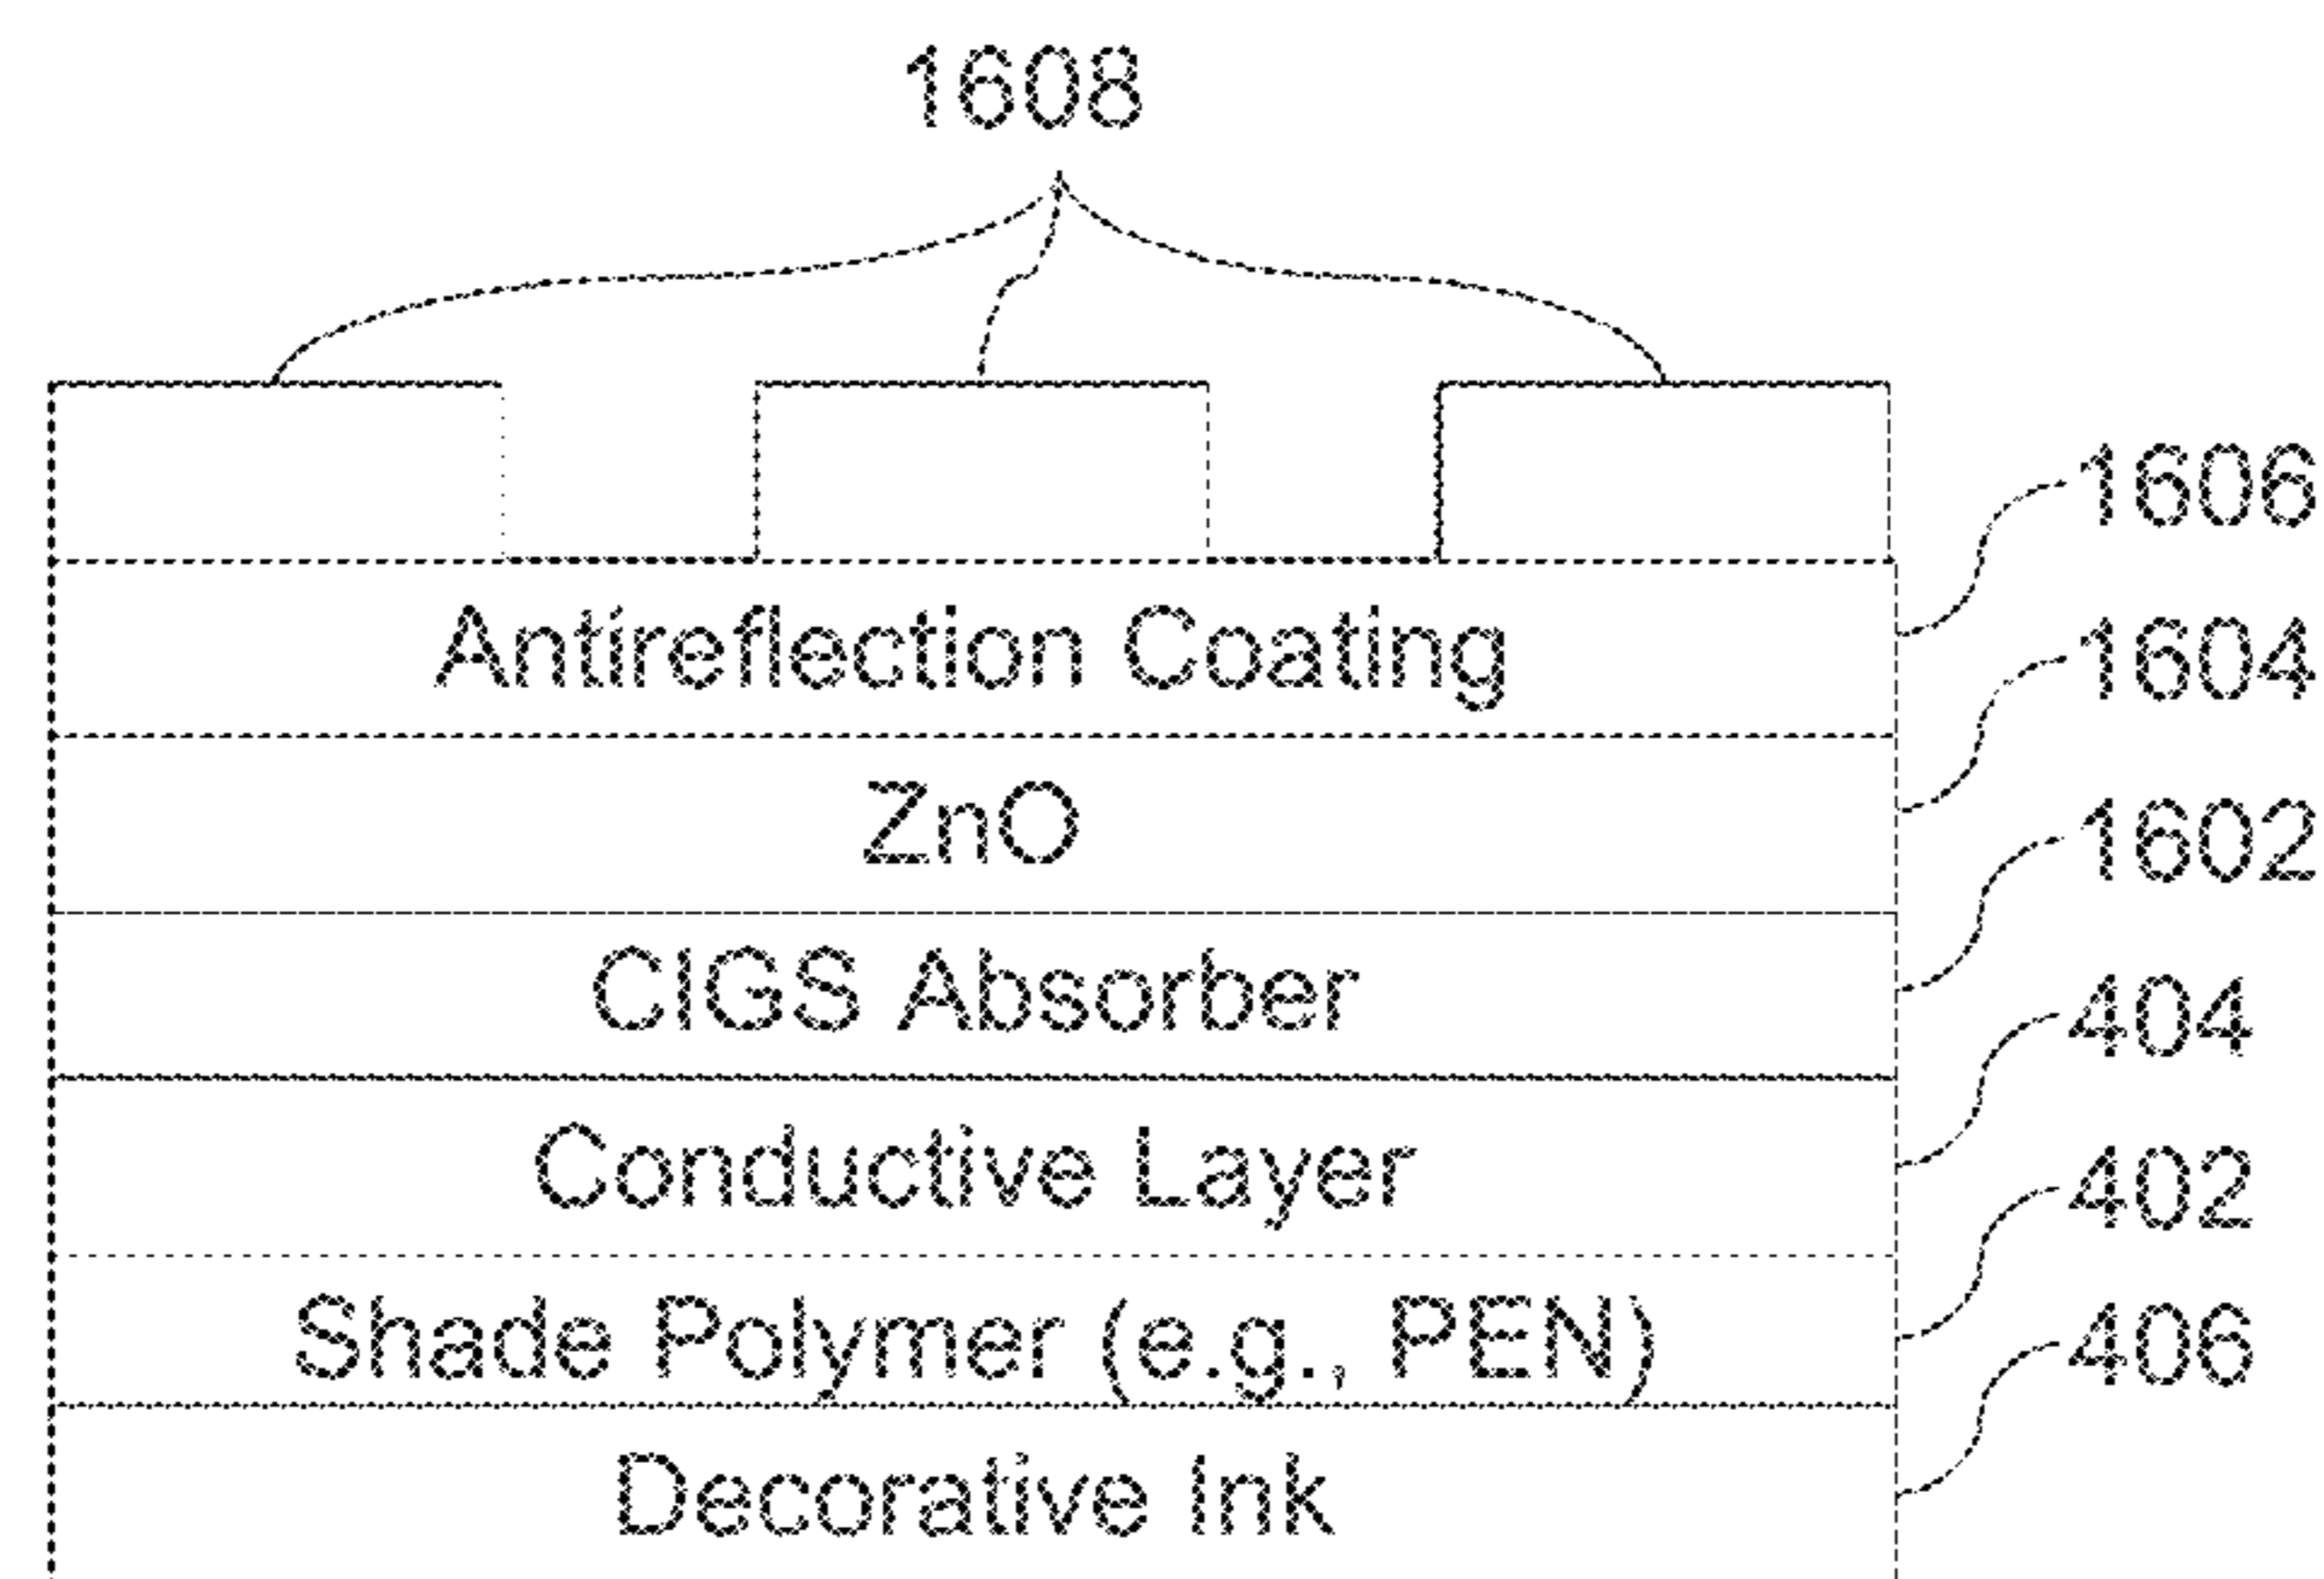 1608
1606
Antireflection Coating
1604
ZnO
1602
CIGS Absorber
404
Conductive Layer
402
Shade Polymer (e.g., PEN)
406
Decorative Ink